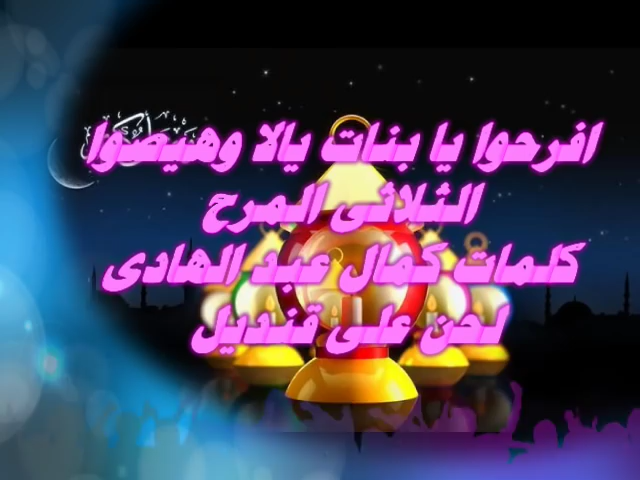 افرحوا يا بنات يالا وهيصوا
الثلاثى المرح
كلمات كمال عبد الهادى
لحن على قنديل